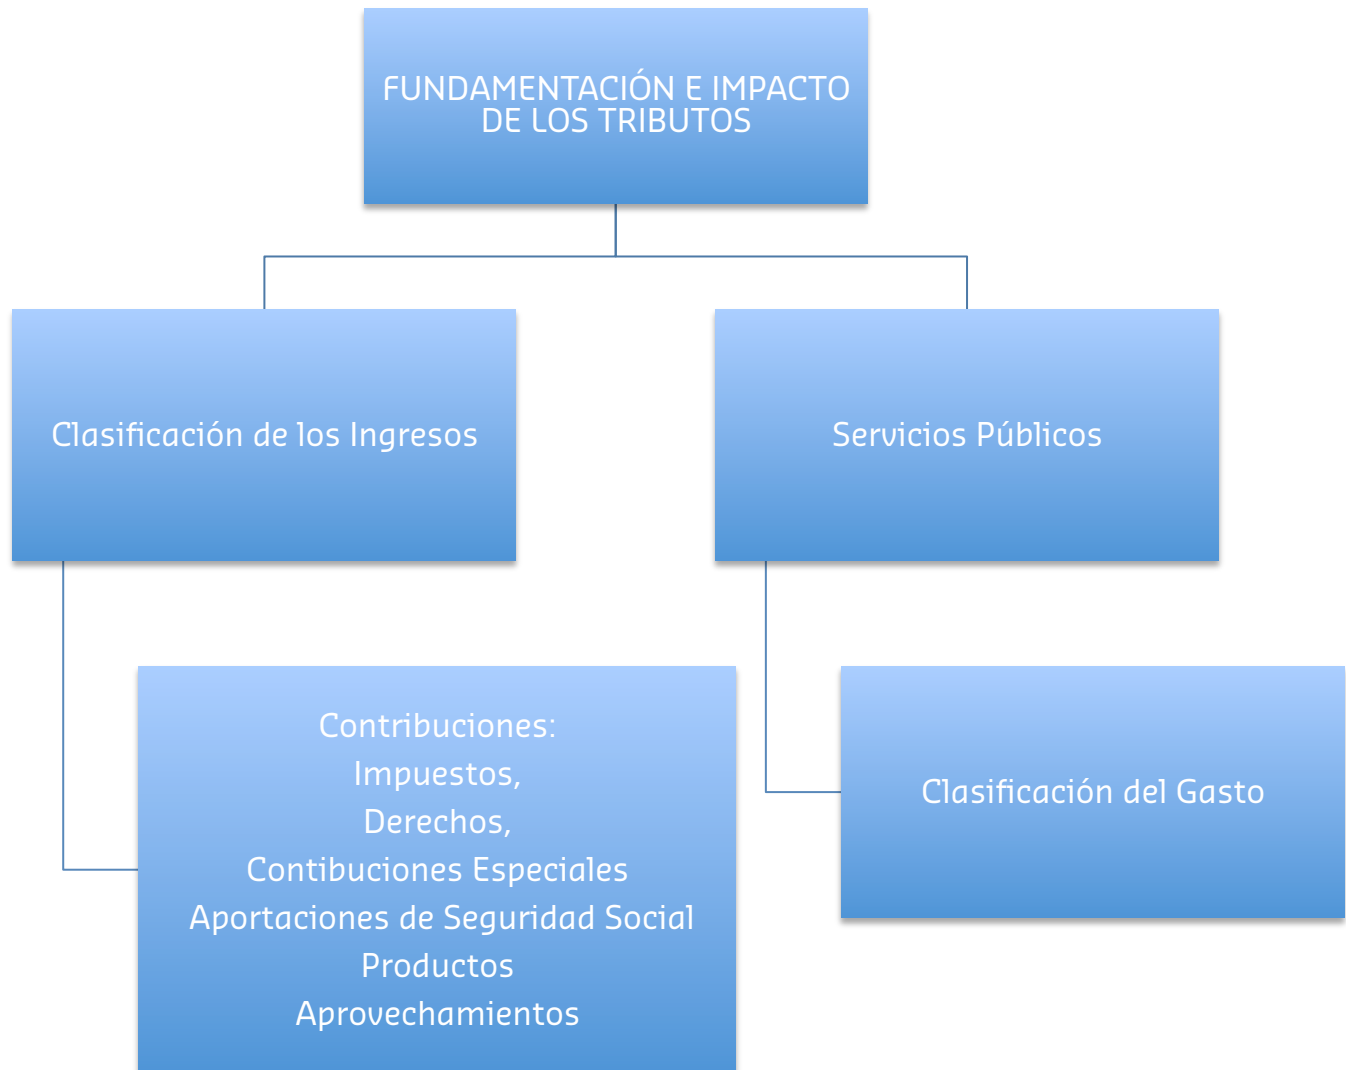 FUNDAMENTACIÓN E IMPACTO
DE LOS TRIBUTOS
Clasificación de los Ingresos
Servicios Públicos
Contribuciones:
Impuestos,
Derechos,
Contibuciones Especiales
Aportaciones de Seguridad Social
Productos
Aprovechamientos
Clasificación del Gasto